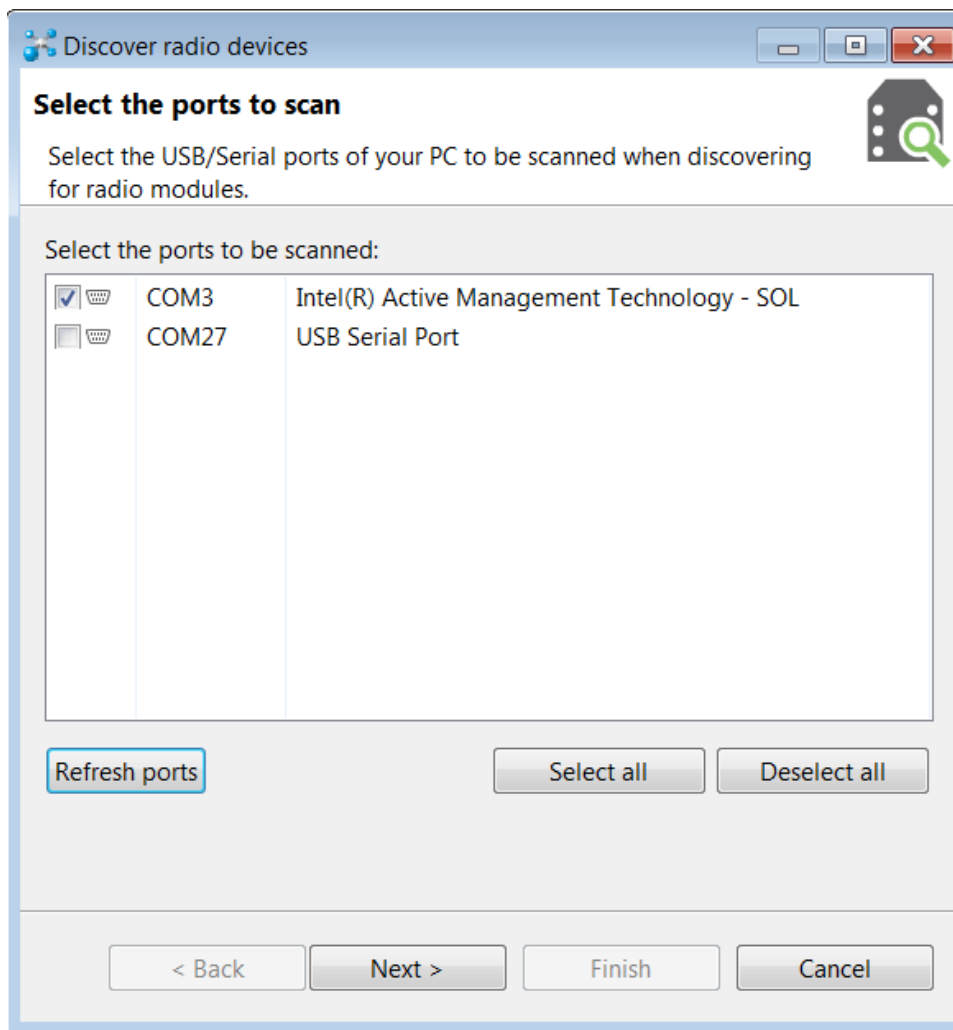 Discover radio devices
Select the ports to scan
Select the USB/Serial ports of your PC to be scanned when discovering
for radio modules.
Select the ports to be scanned:
COM3 Intel(R) Active Management Technology - SOL
COM27 USB Serial Port
Refresh ports Select all Deselect all
< Back Next > Finish Cancel